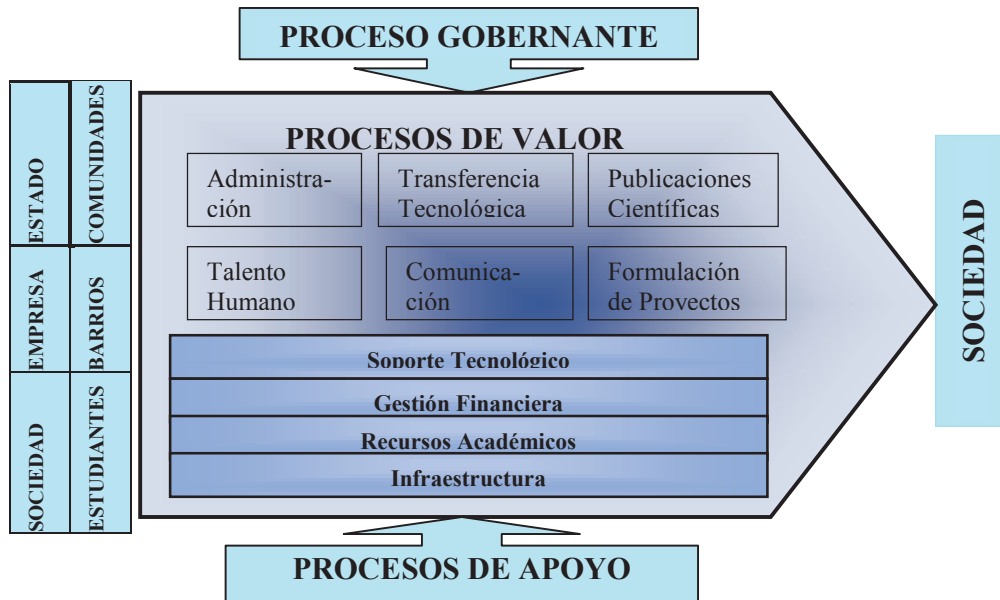 PROCESO GOBERNANTE
ESTADO
COMUNIDADES
EMPRESA
BARRIOS
SOCIEDAD
ESTUDIANTES
PROCESOS DE VALOR
Administra-
ción
Transferencia
Tecnológica
Publicaciones
Científicas
Talento
Humano
Comunica-
ción
Formulación
de Proyectos
Soporte Tecnológico
Gestión Financiera
Recursos Académicos
Infraestructura
SOCIEDAD
PROCESOS DE APOYO